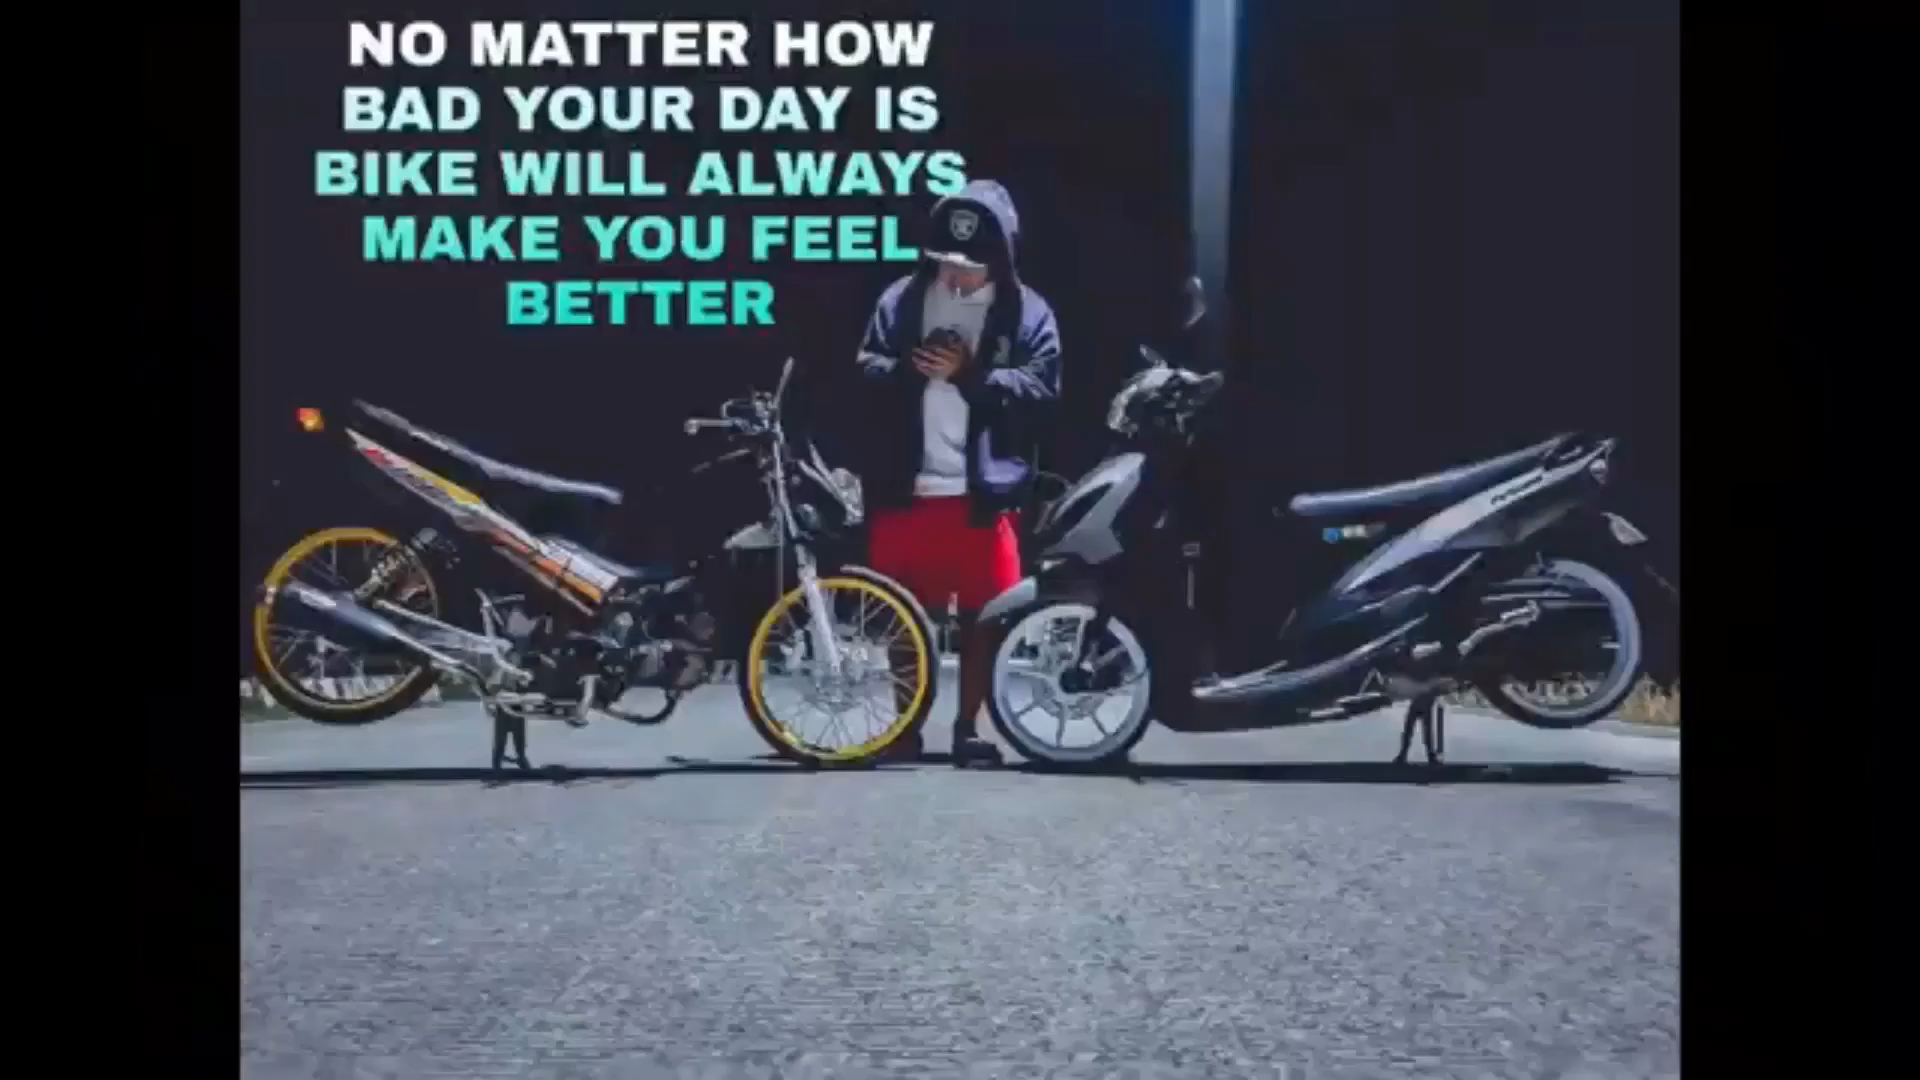 NO MATTER HOW
BAD YOUR DAY IS
BIKE WILL ALWAYS
MAKE YOU FEEL
BETTER